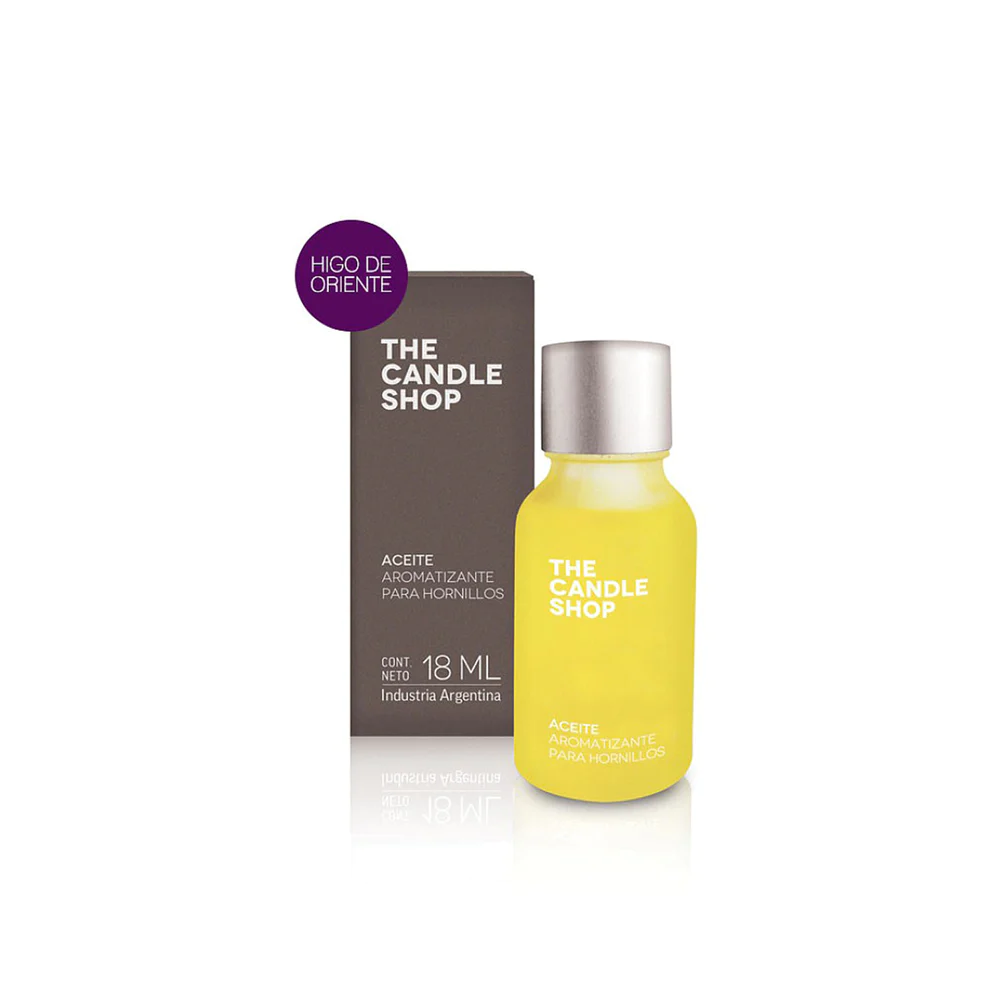 HIGO DE
ORIENTE
THE
CANDLE
SHOP
ACEITE
AROMATIZANTE
PARA HORNILLOS
CONT.
NETO 18 ML
Industria Argentina
THE
CANDLE
SHOP
ACEITE
AROMATIZANTE
PARA HORNILLOS